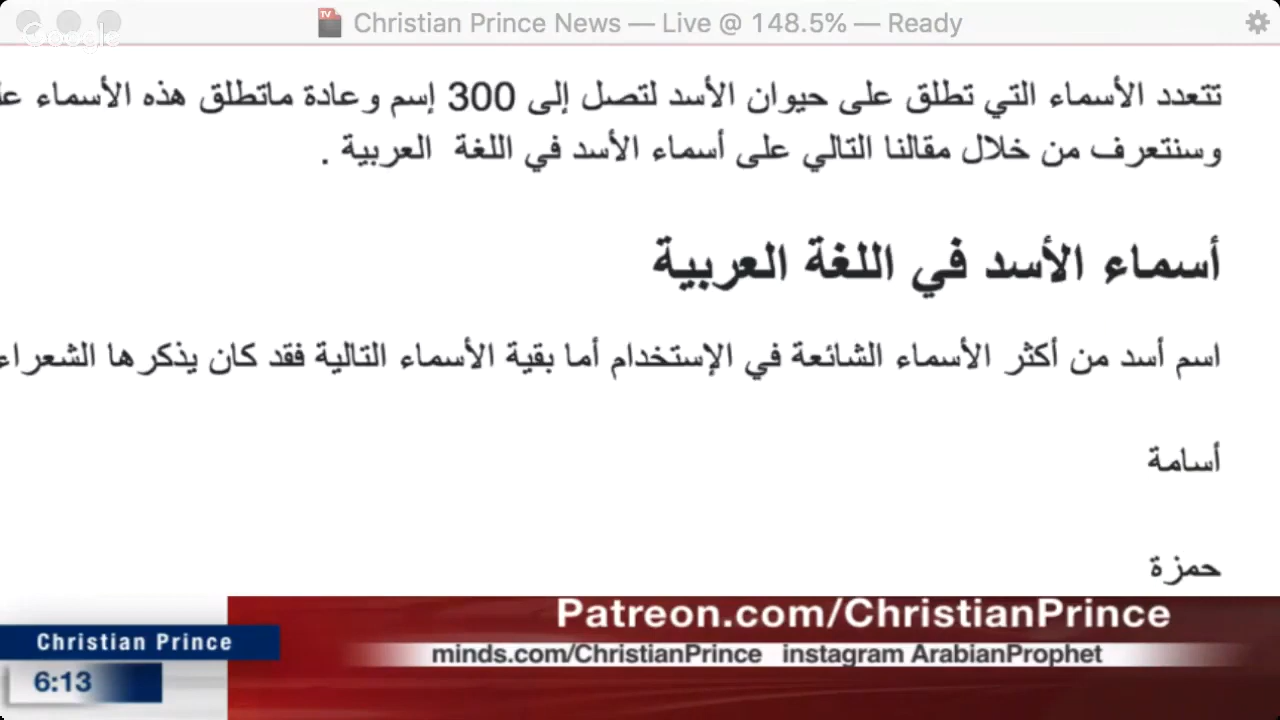 Christian Prince News — Live @ 148.5% — Ready
Google
تتعدد الأسماء التي تطلق على حيوان الأسد لتصل إلى 300 إسم وعادة ماتطلق هذه الأسماء
وسنتعرف من خلال مقالنا التالي على أسماء الأسد في اللغة العربية .
أسماء الأسد في اللغة العربية
اسم أسد من أكثر الأسماء الشائعة في الإستخدام أما بقية الأسماء التالية فقد كان يذكرها الشعراء
أسامة
حمزة
Patreon.com/ChristianPrince
Christian Prince
minds.com/ChristianPrince instagram ArabianProphet
6:13